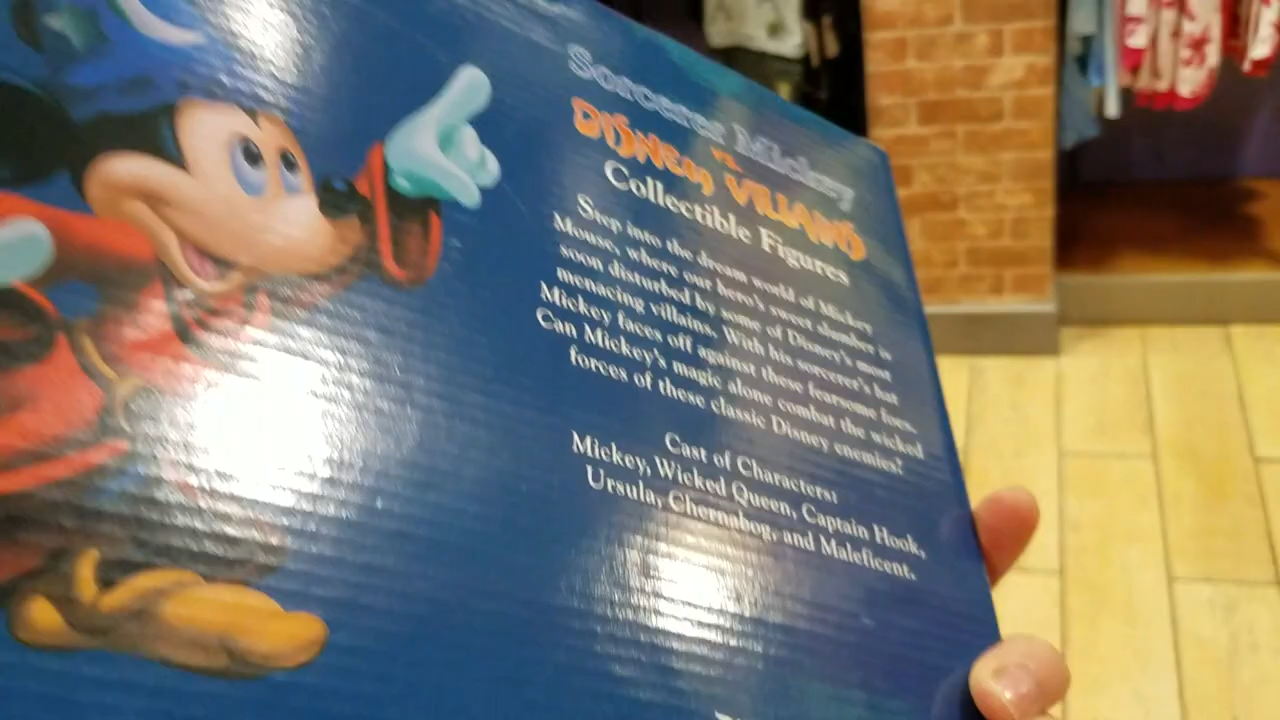 Sorcerer Mickey
vs.
DISNEY VILLAINS
Collectible Figures
Step into the dream world of Mickey
Mouse, where our hero's sweet slumber is
soon disturbed by some of Disney's most
menacing villains. With his sorcerer's hat
Mickey faces off against these fearsome foes.
Can Mickey's magic alone combat the wicked
forces of these classic Disney enemies?
Cast of Characters:
Mickey, Wicked Queen, Captain Hook,
Ursula, Chernabog, and Maleficent.